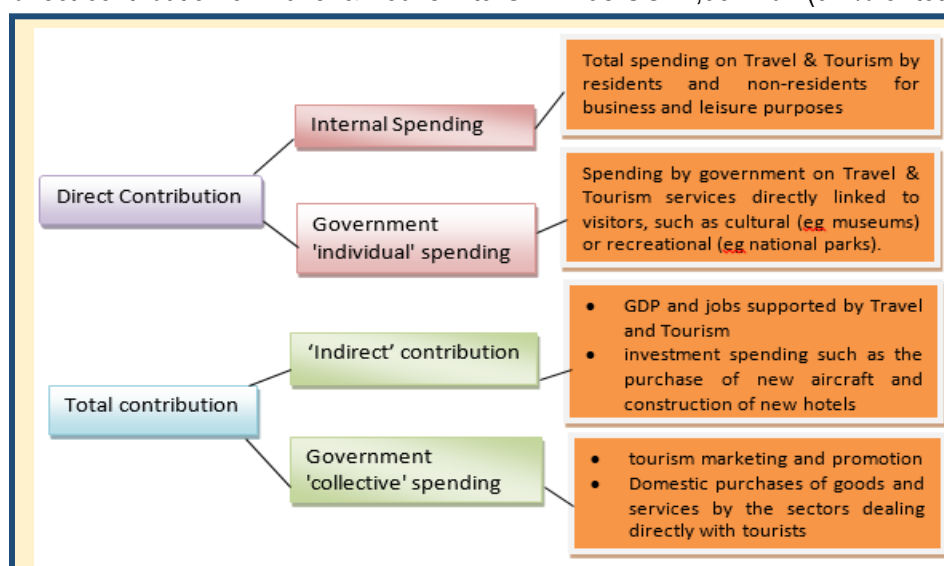 Total spending on Travel & Tourism by
residents and non-residents for
business and leisure purposes
Internal Spending
Direct Contribution
Government
'individual' spending
Spending by government on Travel &
Tourism services directly linked to
visitors, such as cultural (eg museums)
or recreational (eg national parks).
• GDP and jobs supported by Travel
and Tourism
• investment spending such as the
purchase of new aircraft and
construction of new hotels
‘Indirect’ contribution
Total contribution
Government
'collective' spending
• tourism marketing and promotion
• Domestic purchases of goods and
services by the sectors dealing
directly with tourists